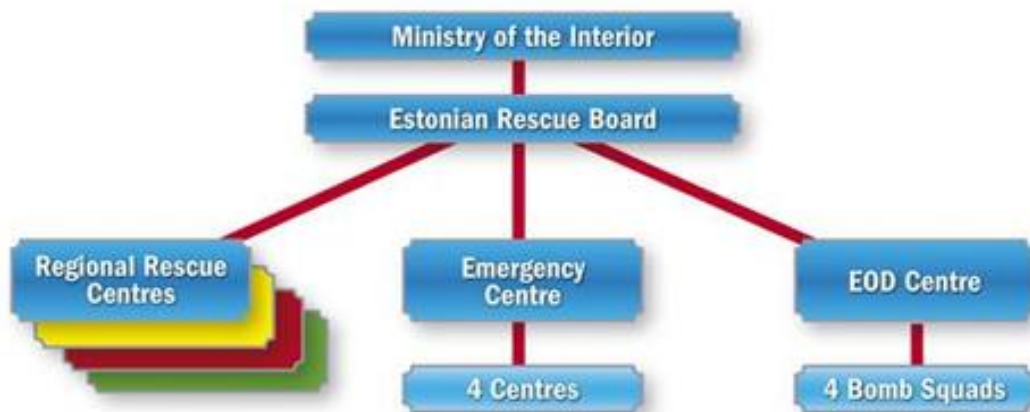 Ministry of the Interior
Estonian Rescue Board
Regional Rescue
Centres
Emergency
Centre
EOD Centre
4 Centres
4 Bomb Squads